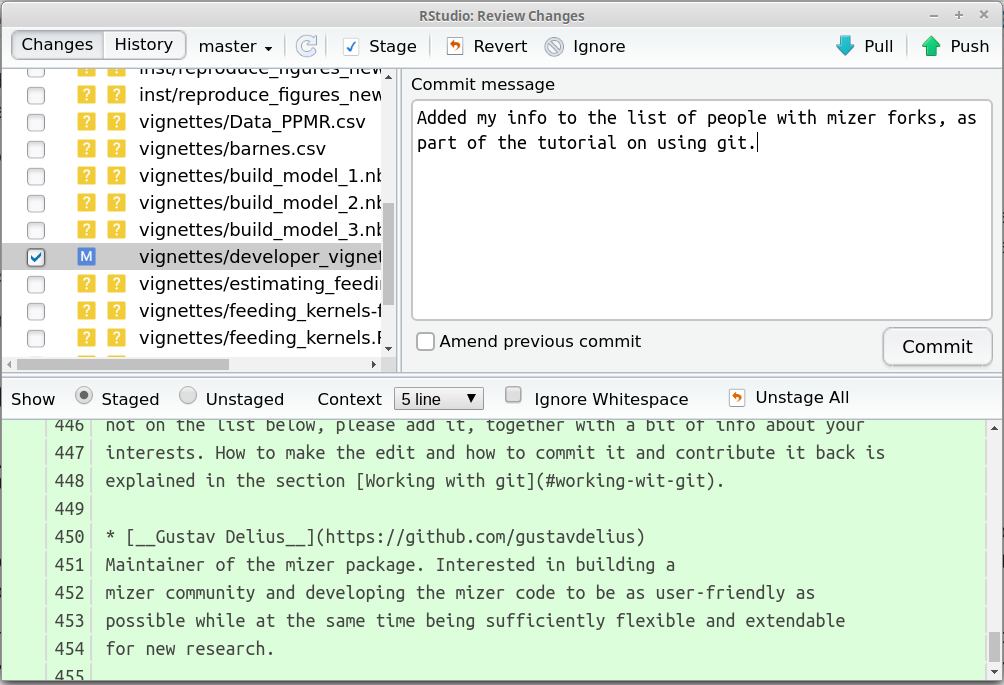 RStudio: Review Changes
Changes History master Stage Revert Ignore Pull Push
inst/reproduce_figures_new
inst/reproduce_figures_new
vignettes/Data_PPMR.csv
vignettes/barnes.csv
vignettes/build_model_1.nb
vignettes/build_model_2.nb
vignettes/build_model_3.nb
M vignettes/developer_vignet
vignettes/estimating_feedi
vignettes/feeding_kernels-f
vignettes/feeding_kernels.R
Commit message
Added my info to the list of people with mizer forks, as
part of the tutorial on using git.
Amend previous commit
Commit
Show Staged Unstaged Context 5 line Ignore Whitespace Unstage All
446 not on the list below, please add it, together with a bit of info about your
447 interests. How to make the edit and how to commit it and contribute it back is
448 explained in the section [Working with git](#working-wit-git).
449
450 * [__Gustav Delius__](https://github.com/gustavdelius)
451 Maintainer of the mizer package. Interested in building a
452 mizer community and developing the mizer code to be as user-friendly as
453 possible while at the same time being sufficiently flexible and extendable
454 for new research.
455